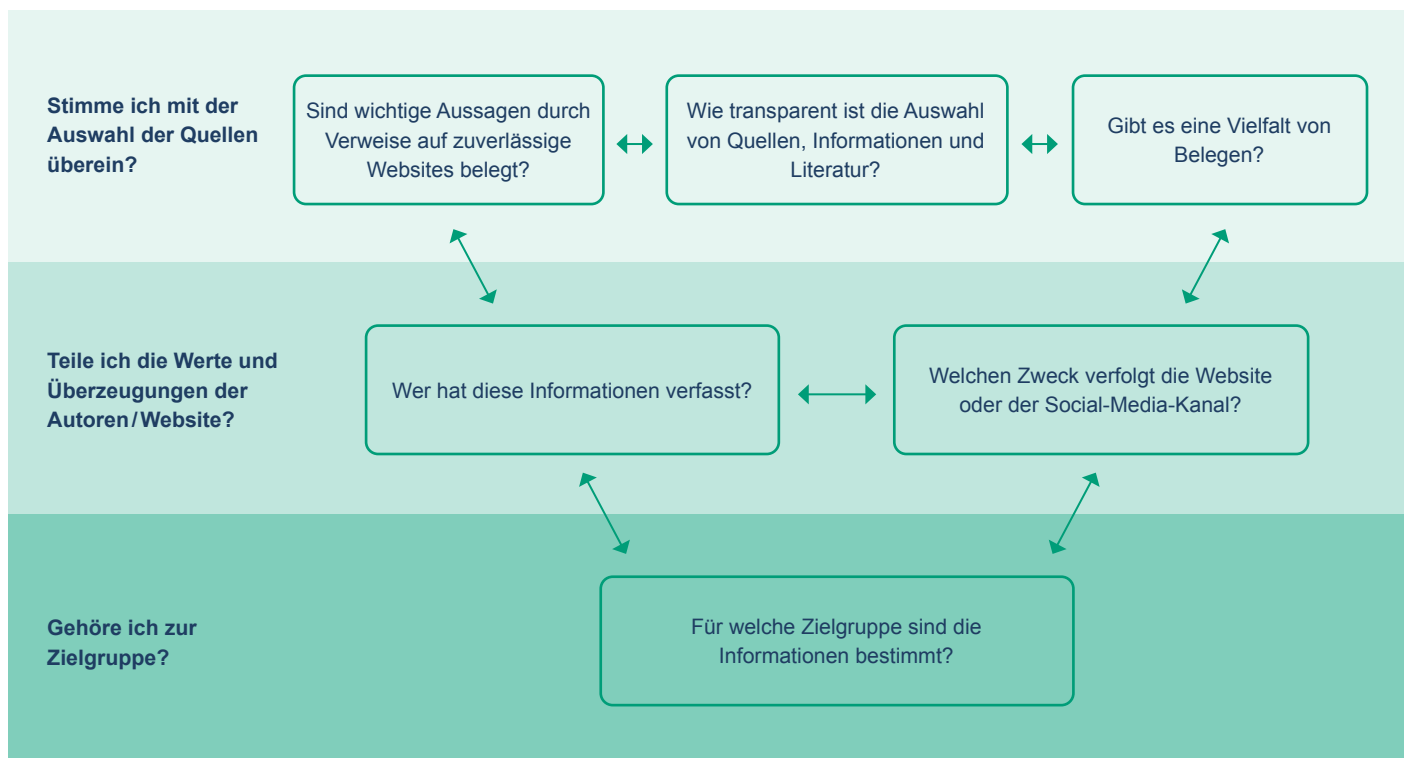 Stimme ich mit der
Auswahl der Quellen
überein?
Sind wichtige Aussagen durch
Verweise auf zuverlässige
Websites belegt?
Wie transparent ist die Auswahl
von Quellen, Informationen und
Literatur?
Gibt es eine Vielfalt von
Belegen?
Teile ich die Werte und
Überzeugungen der
Autoren/Website?
Wer hat diese Informationen verfasst?
Welchen Zweck verfolgt die Website
oder der Social-Media-Kanal?
Gehöre ich zur
Zielgruppe?
Für welche Zielgruppe sind die
Informationen bestimmt?